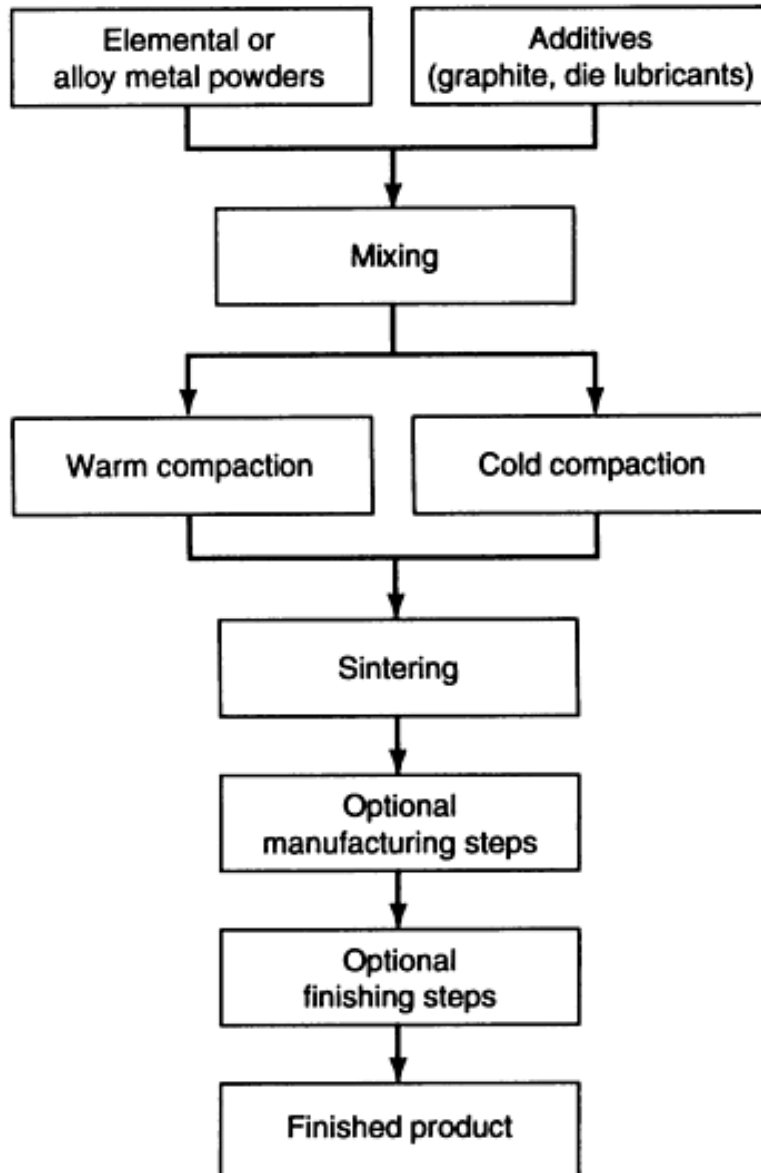 Elemental or
alloy metal powders
Additives
(graphite, die lubricants)
Mixing
Warm compaction
Cold compaction
Sintering
Optional
manufacturing steps
Optional
finishing steps
Finished product